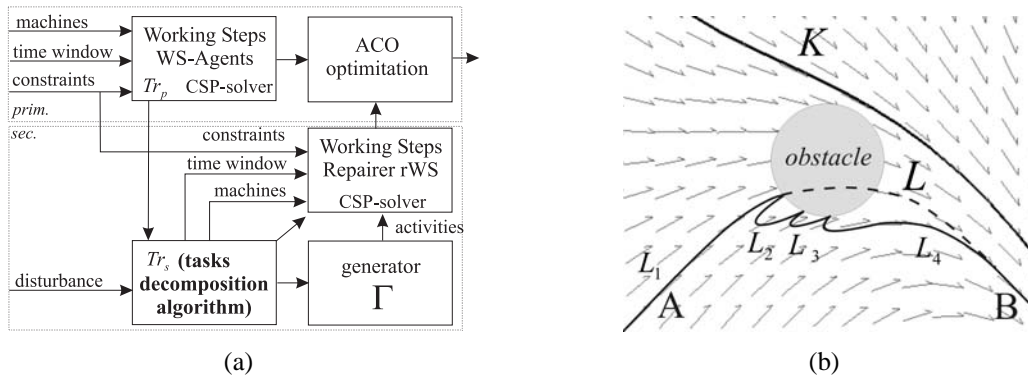 machines
time window
constraints
prim.
Working Steps
WS-Agents
Tr_p CSP-solver
ACO
optimitation
sec.
constraints
time window
machines
Working Steps
Repairer rWS
CSP-solver
activities
disturbance
Tr_s (tasks
decomposition
algorithm)
generator
Γ
(a)
K
obstacle
L
L_2 L_3
L_4
L_1
A
B
(b)